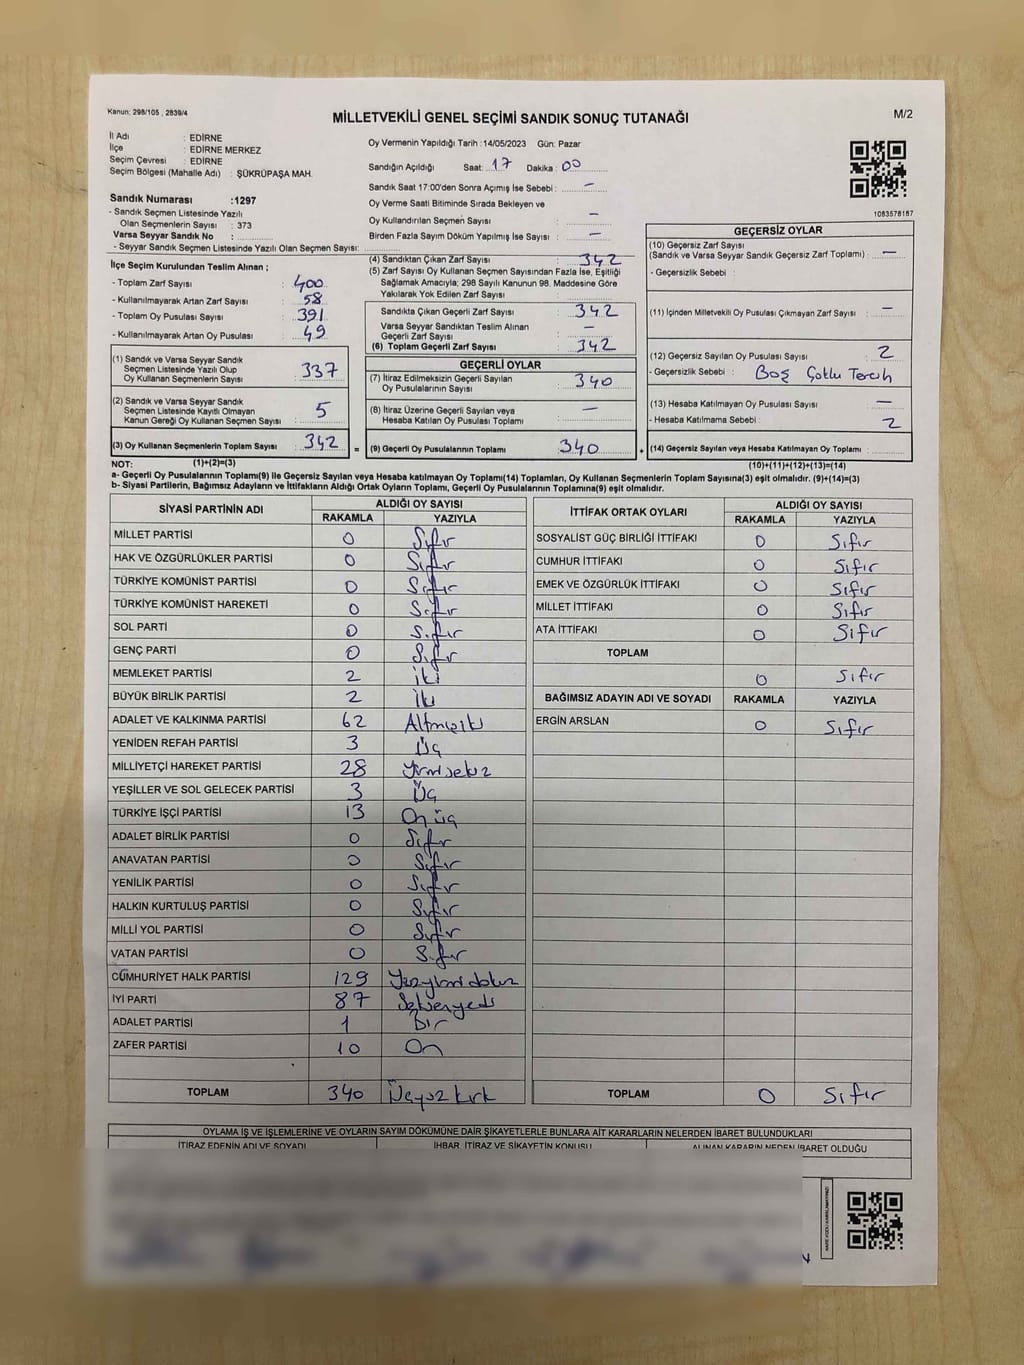 Kanun: 298/105 , 2839/4
MİLLETVEKİLİ GENEL SEÇİMİ SANDIK SONUÇ TUTANAĞI
M/2
İl Adı : EDİRNE
İlçe : EDİRNE MERKEZ
Seçim Çevresi : EDİRNE
Seçim Bölgesi (Mahalle Adı) : ŞÜKRÜPAŞA MAH.
Sandık Numarası :1297
- Sandık Seçmen Listesinde Yazılı
Olan Seçmenlerin Sayısı : 373
Varsa Seyyar Sandık No :
- Seyyar Sandık Seçmen Listesinde Yazılı Olan Seçmen Sayısı:
Oy Vermenin Yapıldığı Tarih :14/05/2023 Gün: Pazar
Sandığın Açıldığı Saat: 17 Dakika : 00
Sandık Saat 17:00'den Sonra Açımış İse Sebebi : –
Oy Verme Saati Bitiminde Sırada Bekleyen ve
Oy Kullandırılan Seçmen Sayısı –
Birden Fazla Sayım Döküm Yapılmış İse Sayısı : –
1083578187
İlçe Seçim Kurulundan Teslim Alınan ;
- Toplam Zarf Sayısı : 400
- Kullanılmayarak Artan Zarf Sayısı : 58
- Toplam Oy Pusulası Sayısı : 391
- Kullanılmayarak Artan Oy Pusulası : 49
(1) Sandık ve Varsa Seyyar Sandık
Seçmen Listesinde Yazılı Olup
Oy Kullanan Seçmenlerin Sayısı : 337
(2) Sandık ve Varsa Seyyar Sandık
Seçmen Listesinde Kayıtlı Olmayan
Kanun Gereği Oy Kullanan Seçmen Sayısı : 5
(3) Oy Kullanan Seçmenlerin Toplam Sayısı : 342
(4) Sandıktan Çıkan Zarf Sayısı : 342
(5) Zarf Sayısı Oy Kullanan Seçmen Sayısından Fazla İse, Eşitliği
Sağlamak Amacıyla; 298 Sayılı Kanunun 98. Maddesine Göre
Yakılarak Yok Edilen Zarf Sayısı :
Sandıkta Çıkan Geçerli Zarf Sayısı : 342
Varsa Seyyar Sandıktan Teslim Alınan
Geçerli Zarf Sayısı : –
(6) Toplam Geçerli Zarf Sayısı : 342
GEÇERLİ OYLAR
(7) İtiraz Edilmeksizin Geçerli Sayılan
Oy Pusulalarının Sayısı : 340
(8) İtiraz Üzerine Geçerli Sayılan veya
Hesaba Katılan Oy Pusulası Toplamı : –
= (9) Geçerli Oy Pusulalarının Toplamı : 340
GEÇERSİZ OYLAR
(10) Geçersiz Zarf Sayısı
(Sandık ve Varsa Seyyar Sandık Geçersiz Zarf Toplamı) : –
- Geçersizlik Sebebi :
(11) İçinden Milletvekili Oy Pusulası Çıkmayan Zarf Sayısı : –
(12) Geçersiz Sayılan Oy Pusulası Sayısı : 2
- Geçersizlik Sebebi : Boş Çoklu Tercih
(13) Hesaba Katılmayan Oy Pusulası Sayısı : –
- Hesaba Katılmama Sebebi : 2
+ (14) Geçersiz Sayılan veya Hesaba Katılmayan Oy Toplamı :
NOT: (1)+(2)=(3) (10)+(11)+(12)+(13)=(14)
a- Geçerli Oy Pusulalarının Toplamı(9) ile Geçersiz Sayılan veya Hesaba katılmayan Oy Toplamı(14) Toplamları, Oy Kullanan Seçmenlerin Toplam Sayısına(3) eşit olmalıdır. (9)+(14)=(3)
b- Siyasi Partilerin, Bağımsız Adayların ve İttifakların Aldığı Oyların Toplamı, Geçerli Oy Pusulalarının Toplamına(9) eşit olmalıdır.
SİYASİ PARTİNİN ADI ALDIĞI OY SAYISI
RAKAMLA YAZIYLA
MİLLET PARTİSİ 0 Sıfır
HAK VE ÖZGÜRLÜKLER PARTİSİ 0 Sıfır
TÜRKİYE KOMÜNİST PARTİSİ 0 Sıfır
TÜRKİYE KOMÜNİST HAREKETİ 0 Sıfır
SOL PARTİ 0 Sıfır
GENÇ PARTİ 0 Sıfır
MEMLEKET PARTİSİ 2 iki
BÜYÜK BİRLİK PARTİSİ 2 iki
ADALET VE KALKINMA PARTİSİ 62 Altmışiki
YENİDEN REFAH PARTİSİ 3 Üç
MİLLİYETÇİ HAREKET PARTİSİ 28 Yirmisekiz
YEŞİLLER VE SOL GELECEK PARTİSİ 3 Üç
TÜRKİYE İŞÇİ PARTİSİ 13 On üç
ADALET BİRLİK PARTİSİ 0 Sıfır
ANAVATAN PARTİSİ 0 Sıfır
YENİLİK PARTİSİ 0 Sıfır
HALKIN KURTULUŞ PARTİSİ 0 Sıfır
MİLLİ YOL PARTİSİ 0 Sıfır
VATAN PARTİSİ 0 Sıfır
CUMHURİYET HALK PARTİSİ 129 Yüzyirmidokuz
İYİ PARTİ 87 Seksenyedi
ADALET PARTİSİ 1 bir
ZAFER PARTİSİ 10 On
TOPLAM 340 Üçyüzkırk
İTTİFAK ORTAK OYLARI ALDIĞI OY SAYISI
RAKAMLA YAZIYLA
SOSYALİST GÜÇ BİRLİĞİ İTTİFAKI 0 Sıfır
CUMHUR İTTİFAKI 0 Sıfır
EMEK VE ÖZGÜRLÜK İTTİFAKI 0 Sıfır
MİLLET İTTİFAKI 0 Sıfır
ATA İTTİFAKI 0 Sıfır
TOPLAM 0 Sıfır
BAĞIMSIZ ADAYIN ADI VE SOYADI RAKAMLA YAZIYLA
ERGİN ARSLAN 0 Sıfır
TOPLAM 0 Sıfır
OYLAMA İŞ VE İŞLEMLERİNE VE OYLARIN SAYIM DÖKÜMÜNE DAİR ŞİKAYETLERLE BUNLARA AİT KARARLARIN NELERDEN İBARET BULUNDUKLARI
İTİRAZ EDENİN ADI VE SOYADI İHBAR, İTİRAZ VE ŞİKAYETİN KONUSU ALINAN KARARIN NEDEN İBARET OLDUĞU